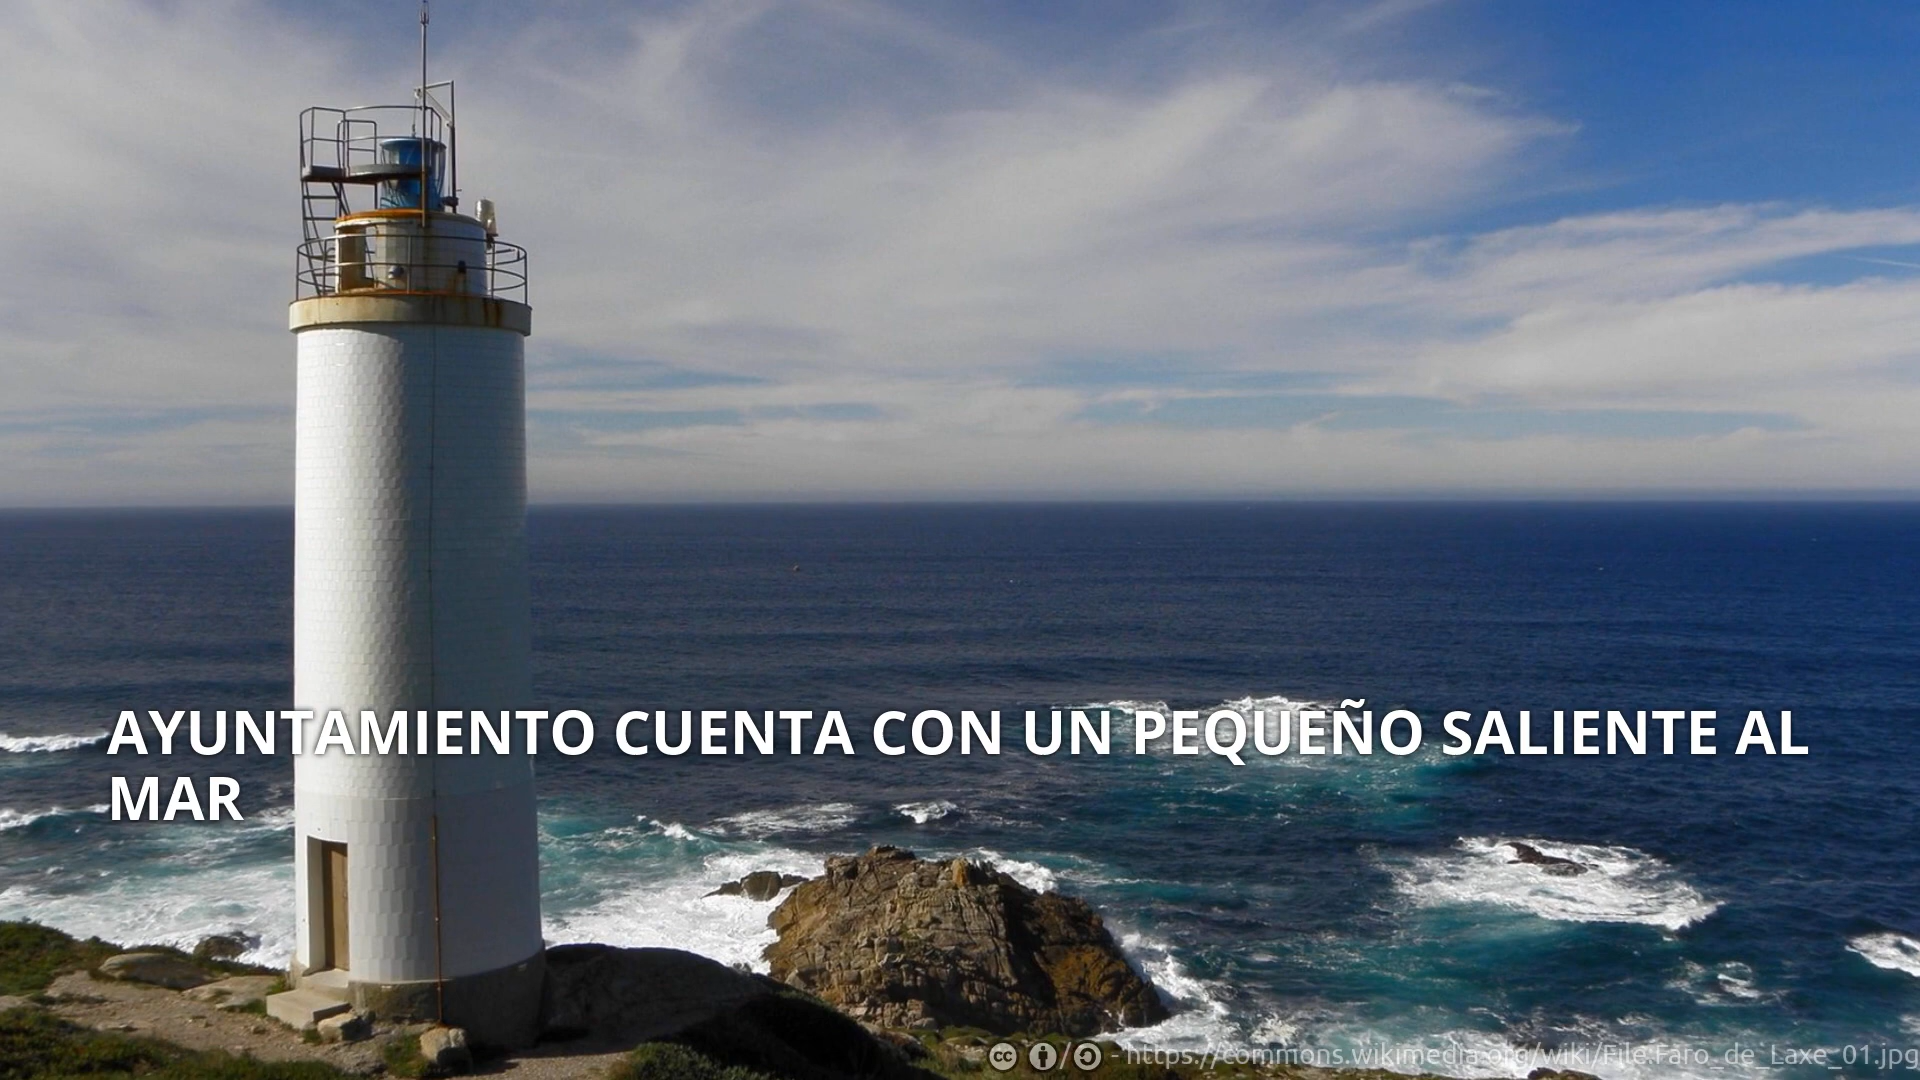 AYUNTAMIENTO CUENTA CON UN PEQUEÑO SALIENTE AL
MAR
- https://commons.wikimedia.org/wiki/File:Faro_de_Laxe_01.jpg